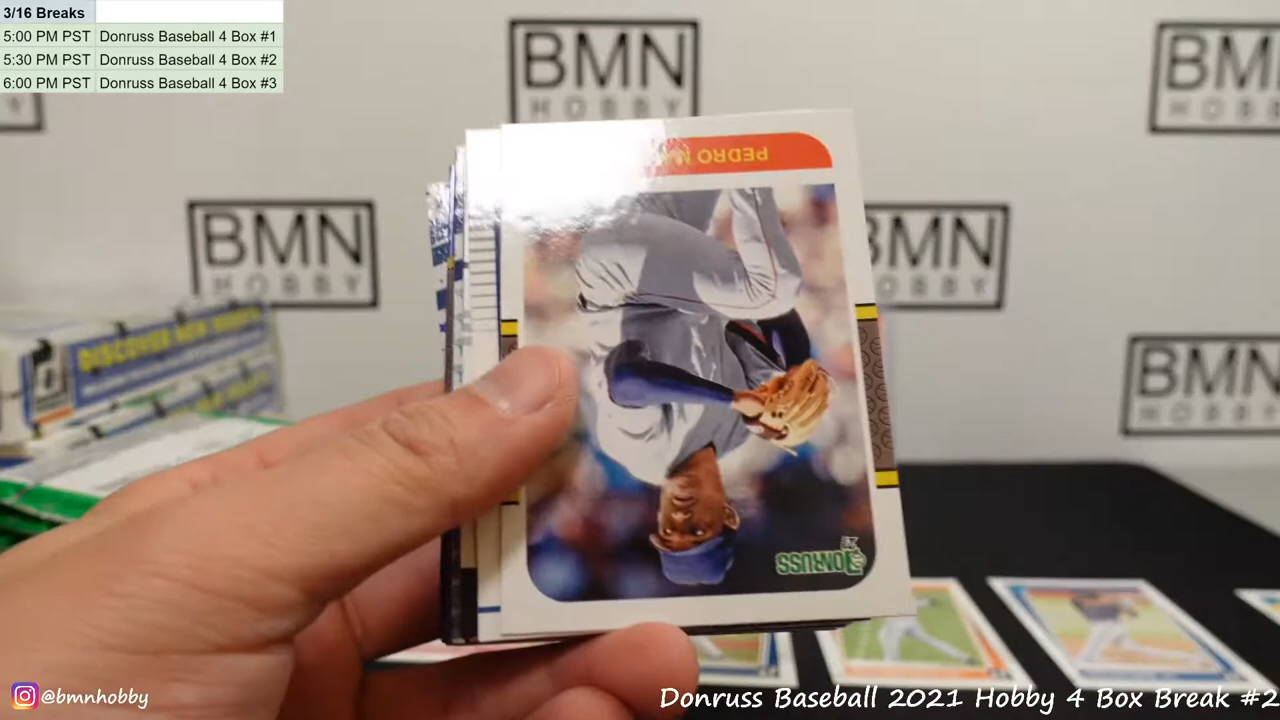 3/16 Breaks
5:00 PM PST Donruss Baseball 4 Box #1
5:30 PM PST Donruss Baseball 4 Box #2
6:00 PM PST Donruss Baseball 4 Box #3
BMN
HOBBY
BMN
HOBBY
BMN
HOBBY
BMN
BMN
PEDRO
DONRUSS
DISCOVER
@bmnhobby
Donruss Baseball 2021 Hobby 4 Box Break #2